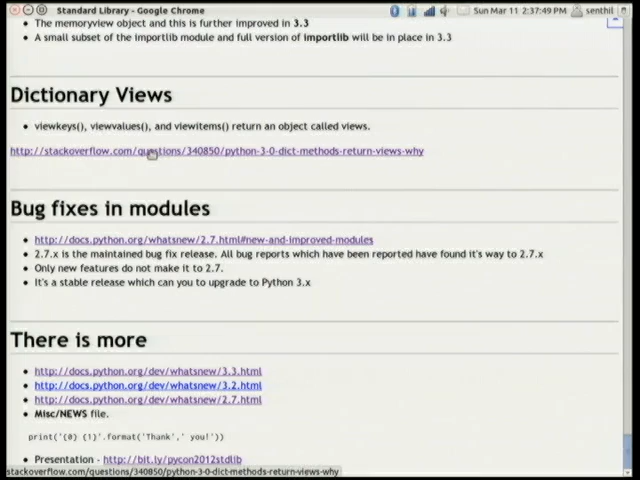 Standard Library - Google Chrome
Sun Mar 11 2:37:49 PM senthil
The memoryview object and this is further improved in 3.3
A small subset of the importlib module and full version of importlib will be in place in 3.3
Dictionary Views
viewkeys(), viewvalues(), and viewitems() return an object called views.
http://stackoverflow.com/questions/340850/python-3-0-dict-methods-return-views-why
Bug fixes in modules
http://docs.python.org/whatsnew/2.7.html#new-and-improved-modules
2.7.x is the maintained bug fix release. All bug reports which have been reported have found it's way to 2.7.x
Only new features do not make it to 2.7.
It's a stable release which can you to upgrade to Python 3.x
There is more
http://docs.python.org/dev/whatsnew/3.3.html
http://docs.python.org/dev/whatsnew/3.2.html
http://docs.python.org/dev/whatsnew/2.7.html
Misc/NEWS file.
print('{0} {1}'.format('Thank',' you!'))
Presentation - http://bit.ly/pycon2012stdlib
stackoverflow.com/questions/340850/python-3-0-dict-methods-return-views-why